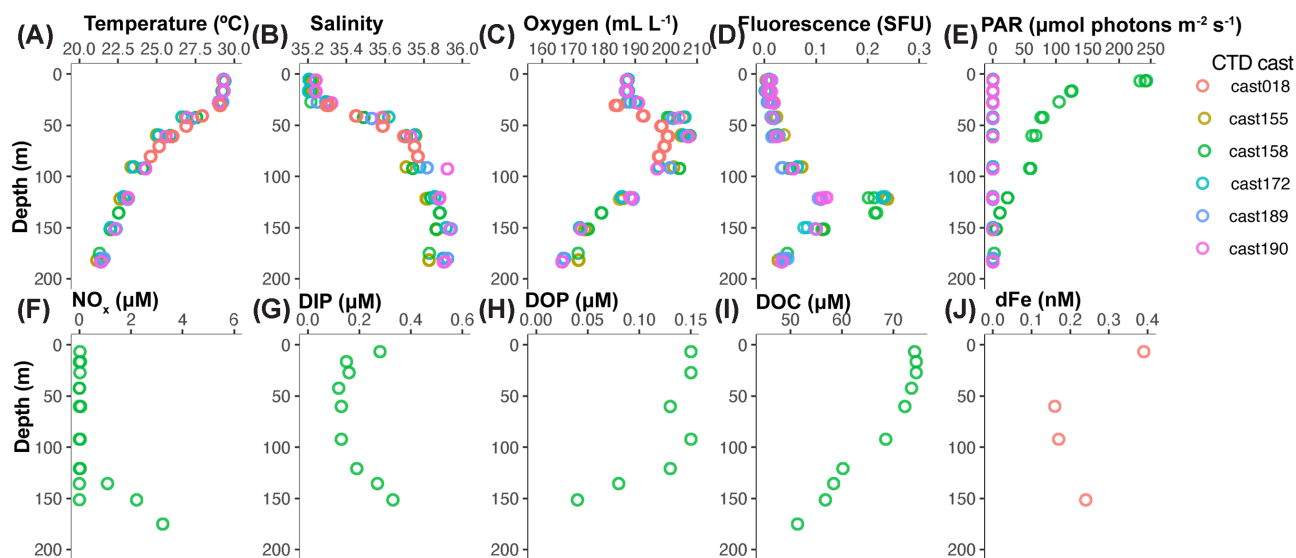 (A) Temperature (ºC)
20.0 22.5 25.0 27.5 30.0
Depth (m)
0
50
100
150
200
(B) Salinity
35.2 35.4 35.6 35.8 36.0
(C) Oxygen (mL L⁻¹)
160 170 180 190 200 210
(D) Fluorescence (SFU)
0.0 0.1 0.2 0.3
(E) PAR (µmol photons m⁻² s⁻¹)
0 50 100 150 200 250
CTD cast
cast018
cast155
cast158
cast172
cast189
cast190
(F) NOₓ (µM)
0 2 4 6
Depth (m)
0
50
100
150
200
(G) DIP (µM)
0.0 0.2 0.4 0.6
(H) DOP (µM)
0.00 0.05 0.10 0.15
(I) DOC (µM)
50 60 70
(J) dFe (nM)
0.0 0.1 0.2 0.3 0.4
0
50
100
150
200